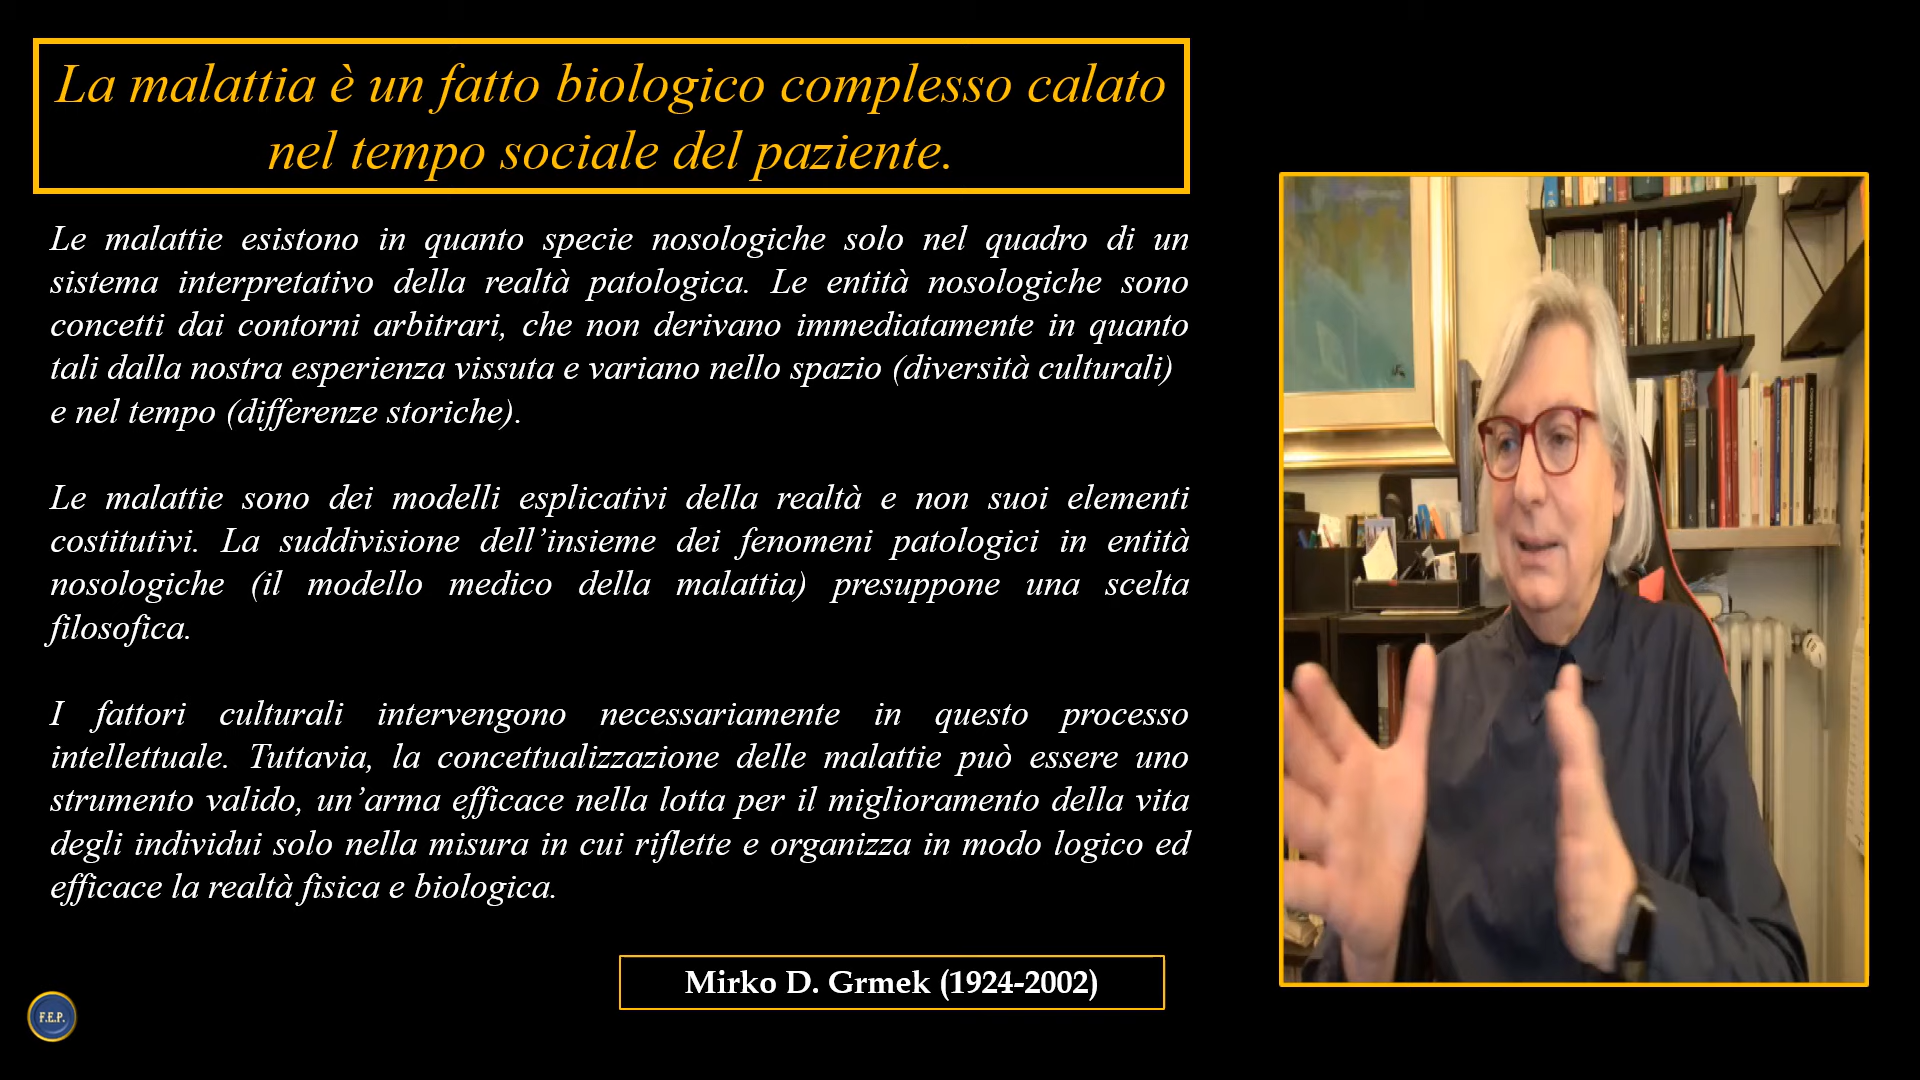 La malattia è un fatto biologico complesso calato
nel tempo sociale del paziente.
Le malattie esistono in quanto specie nosologiche solo nel quadro di un
sistema interpretativo della realtà patologica. Le entità nosologiche sono
concetti dai contorni arbitrari, che non derivano immediatamente in quanto
tali dalla nostra esperienza vissuta e variano nello spazio (diversità culturali)
e nel tempo (differenze storiche).
Le malattie sono dei modelli esplicativi della realtà e non suoi elementi
costitutivi. La suddivisione dell’insieme dei fenomeni patologici in entità
nosologiche (il modello medico della malattia) presuppone una scelta
filosofica.
I fattori culturali intervengono necessariamente in questo processo
intellettuale. Tuttavia, la concettualizzazione delle malattie può essere uno
strumento valido, un’arma efficace nella lotta per il miglioramento della vita
degli individui solo nella misura in cui riflette e organizza in modo logico ed
efficace la realtà fisica e biologica.
Mirko D. Grmek (1924-2002)
F.E.P.